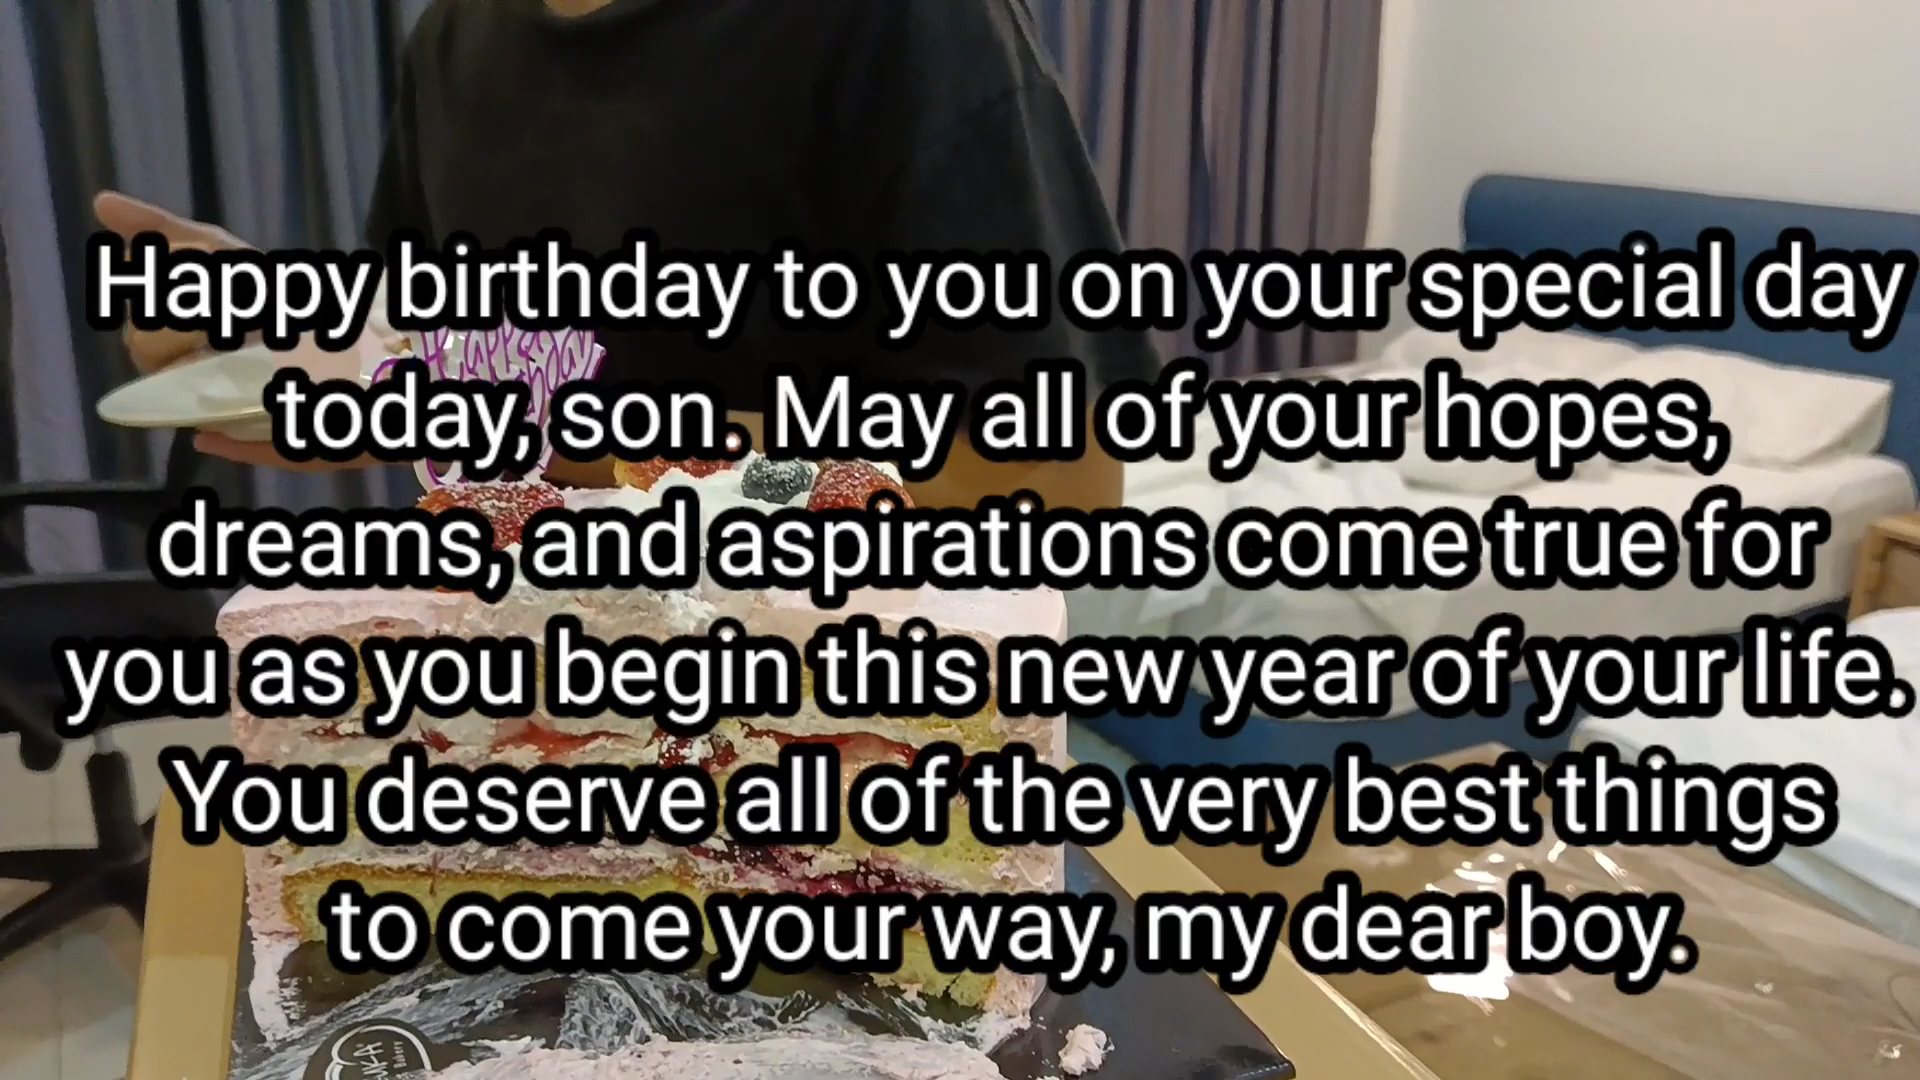 Happy birthday to you on your special day
today, son. May all of your hopes,
dreams, and aspirations come true for
you as you begin this new year of your life.
You deserve all of the very best things
to come your way, my dear boy.